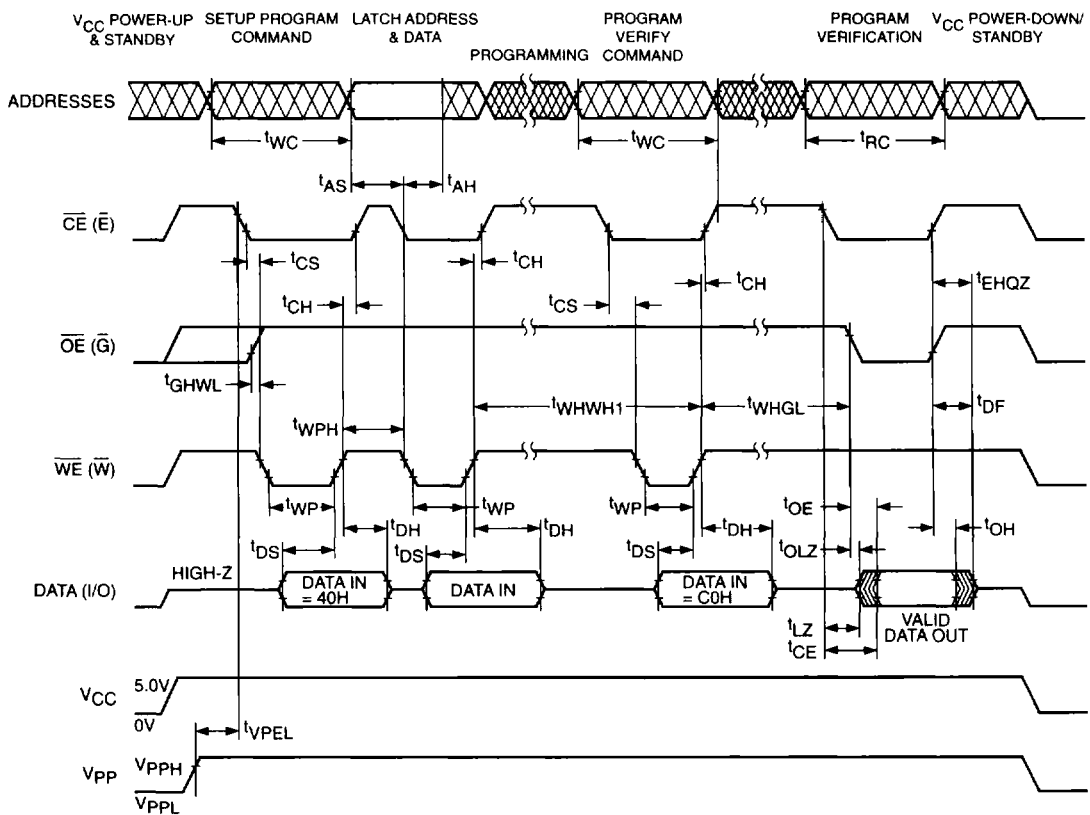 VCC POWER-UP & STANDBY
SETUP PROGRAM COMMAND
LATCH ADDRESS & DATA
PROGRAMMING
PROGRAM VERIFY COMMAND
PROGRAM VERIFICATION
VCC POWER-DOWN/ STANDBY
ADDRESSES
tWC
tWC
tRC
tAS
tAH
CE (E)
tCS
tCH
tCH
tCS
tCH
tEHQZ
OE (G)
tGHWL
tWPH
tWHWH1
tWHGL
tDF
WE (W)
tWP
tWP
tWP
tOE
tOH
tDH
tDH
tDH
tDS
tDS
tDS
tOLZ
DATA (I/O)
HIGH-Z
DATA IN = 40H
DATA IN
DATA IN = C0H
VALID DATA OUT
tLZ
tCE
VCC
5.0V
0V
tVPEL
VPP
VPPH
VPPL